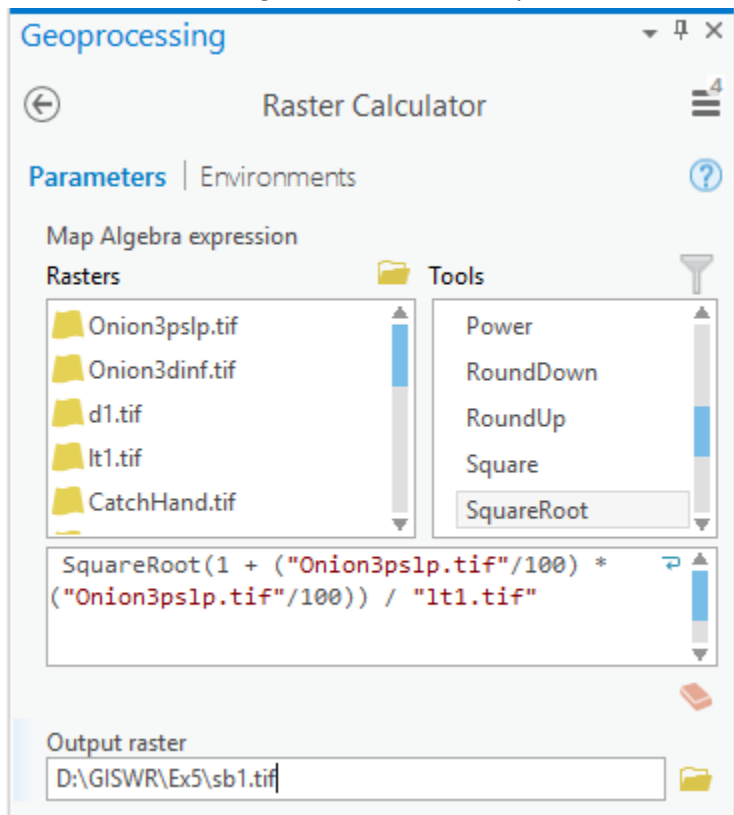 Geoprocessing
4
Raster Calculator
Parameters | Environments
?
Map Algebra expression
Rasters
Tools
Onion3pslp.tif
Onion3dinf.tif
d1.tif
lt1.tif
CatchHand.tif
Power
RoundDown
RoundUp
Square
SquareRoot
SquareRoot(1 + ("Onion3pslp.tif"/100) *
("Onion3pslp.tif"/100)) / "lt1.tif"
Output raster
D:\GISWR\Ex5\sb1.tif